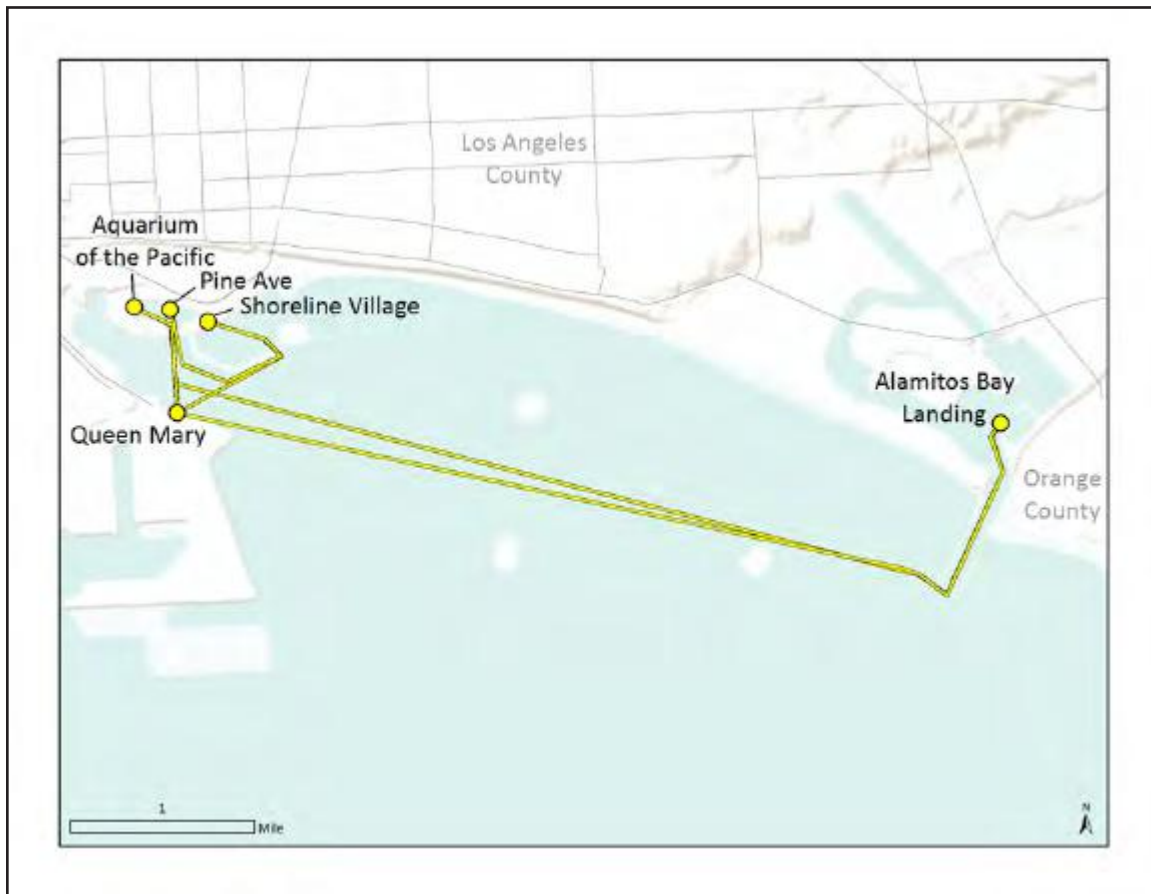 Los Angeles
County
Aquarium
of the Pacific
Pine Ave
Shoreline Village
Alamitos Bay
Landing
Queen Mary
Orange
County
1
Mile
N